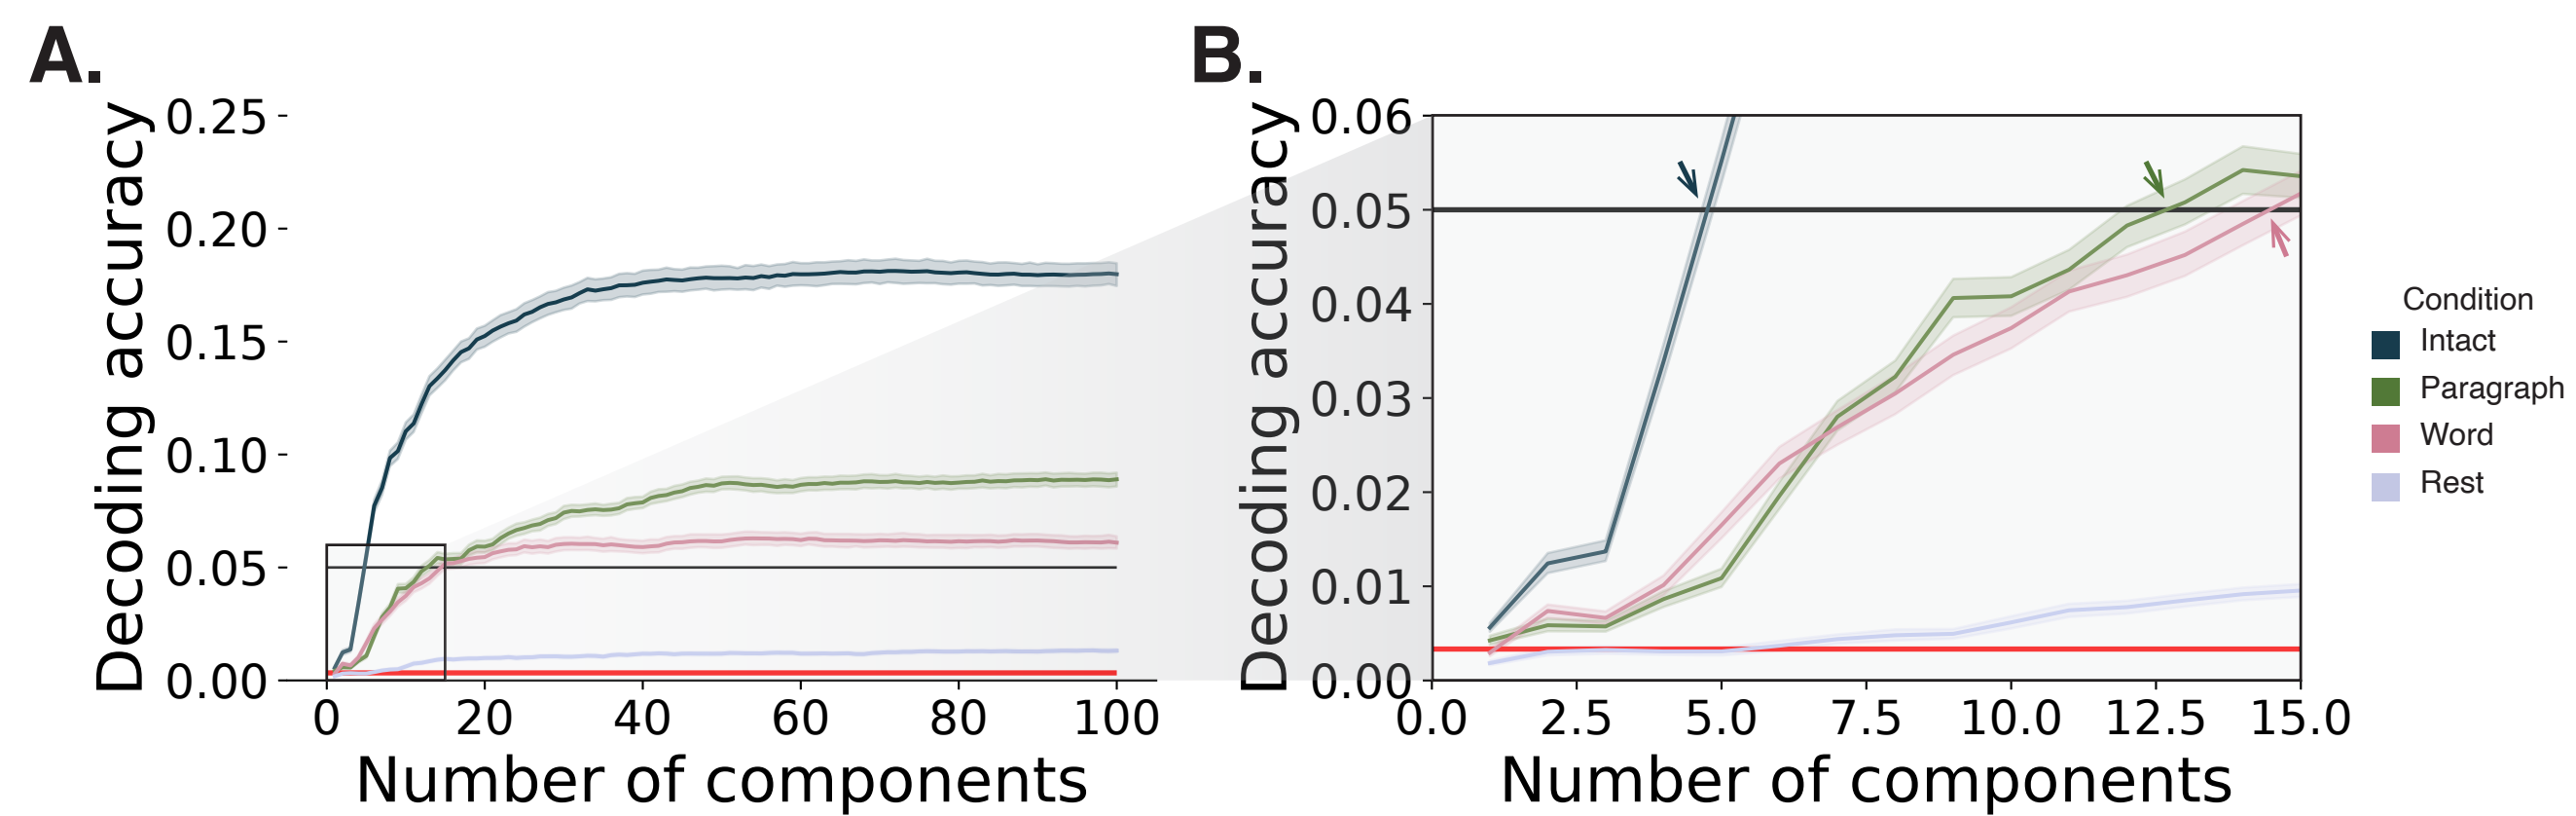 A.
Decoding accuracy
0.25
0.20
0.15
0.10
0.05
0.00
0 20 40 60 80 100
Number of components
B.
Decoding accuracy
0.06
0.05
0.04
0.03
0.02
0.01
0.00
0.0 2.5 5.0 7.5 10.0 12.5 15.0
Number of components
Condition
Intact
Paragraph
Word
Rest